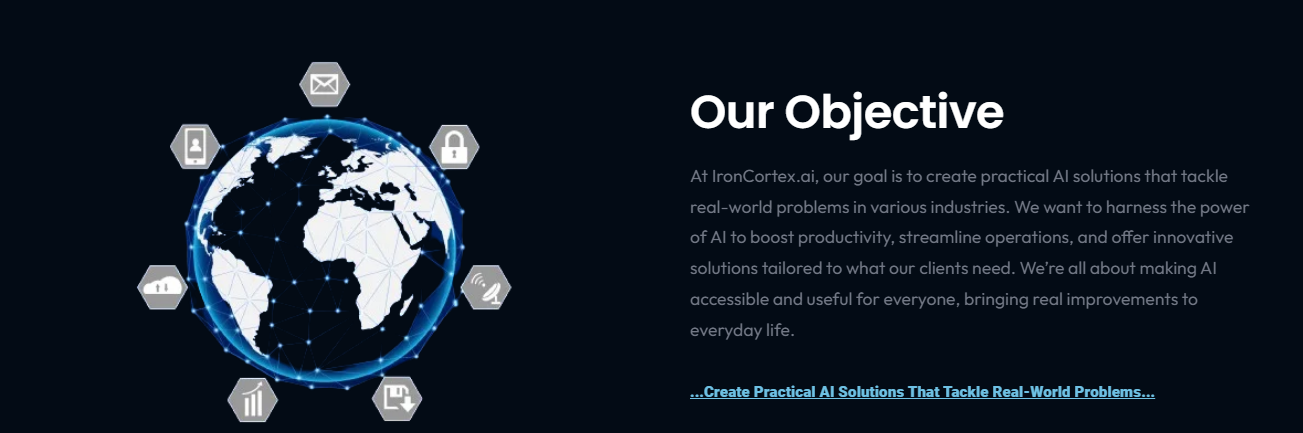 Our Objective
At IronCortex.ai, our goal is to create practical AI solutions that tackle
real-world problems in various industries. We want to harness the power
of AI to boost productivity, streamline operations, and offer innovative
solutions tailored to what our clients need. We’re all about making AI
accessible and useful for everyone, bringing real improvements to
everyday life.
...Create Practical AI Solutions That Tackle Real-World Problems...